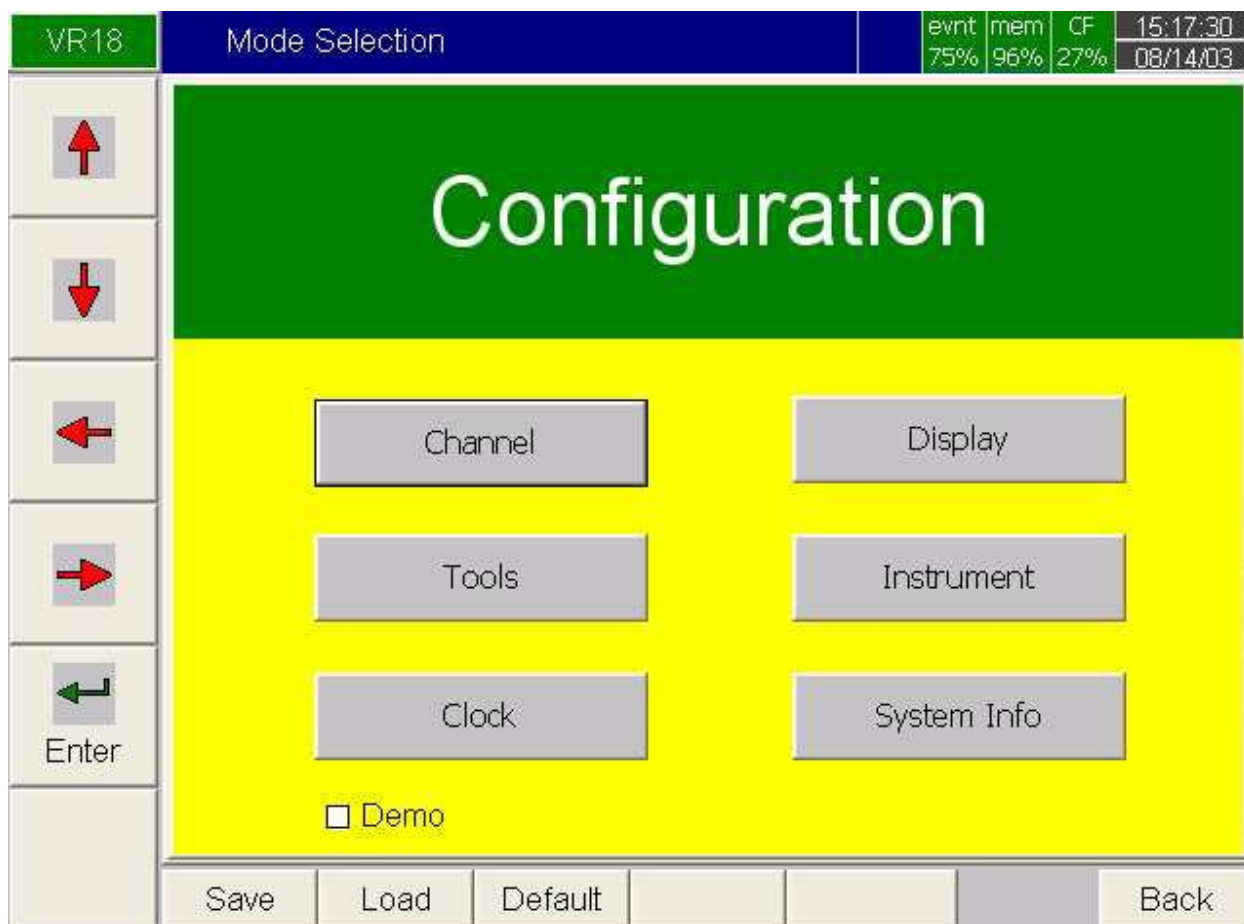 VR18
Mode Selection
evnt mem CF 15:17:30
75% 96% 27% 08/14/03
Configuration
Channel Display
Tools Instrument
Clock System Info
Enter
Demo
Save Load Default Back